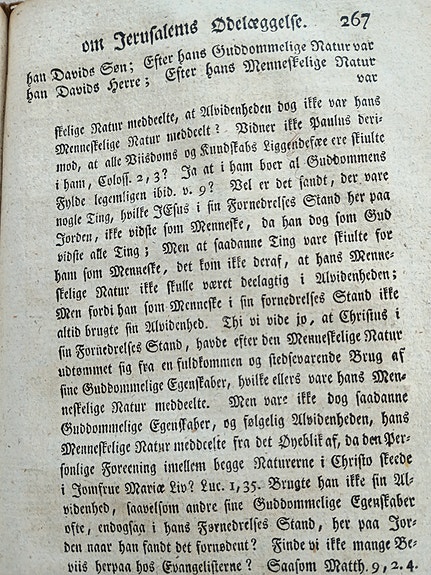 om Jerusalems Ødelæggelse. 267
han Davids Søn; Efter hans Guddommelige Natur var
han Davids Herre; Efter hans Menneskelige Natur
var
skelige Natur meddeelte, at Alvidenheden dog ikke var hans
Menneskelige Natur meddeelt? Vidner ikke Paulus deri-
mod, at alle Viisdoms og Kundskabs Liggendefæe ere skiulte
i ham, Coloss. 2, 3? Ja at i ham boer al Guddommens
Fylde legemligen ibid. v. 9? Vel er det sandt, der vare
nogle Ting, hvilke JEsus i sin Fornedrelses Stand her paa
Jorden, ikke vidste som Menneske, da han dog som Gud
vidste alle Ting; Men at saadanne Ting vare skiulte for
ham som Menneske, det kom ikke deraf, at hans Menne-
skelige Natur ikke skulle været deelagtig i Alvidenheden;
Men fordi han som Menneske i sin fornedrelses Stand ikke
altid brugte sin Alvidenhed. Thi vi vide jo, at Christus i
sin Fornedrelses Stand, havde efter den Menneskelige Natur
udtømmet sig fra en fuldkommen og stedsevarende Brug af
sine Guddommelige Egenskaber, hvilke ellers vare hans Men-
neskelige Natur meddeelte. Men vare ikke dog saadanne
Guddommelige Egenskaber, og følgelig Alvidenheden, hans
Menneskelige Natur meddeelte fra det Øyeblik af, da den Per-
sonlige Foreening imellem begge Naturerne i Christo skeede
i Jomfrue Mariæ Liv? Luc. 1, 35. Brugte han ikke sin Al-
videnhed, saavelsom andre sine Guddommelige Egenskaber
ofte, endogsaa i hans Førnedrelses Stand, her paa Jor-
den naar han fandt det fornødent? Finde vi ikke mange Be-
viis herpaa hos Evangelisterne? Saasom Matth. 9, 2. 4.